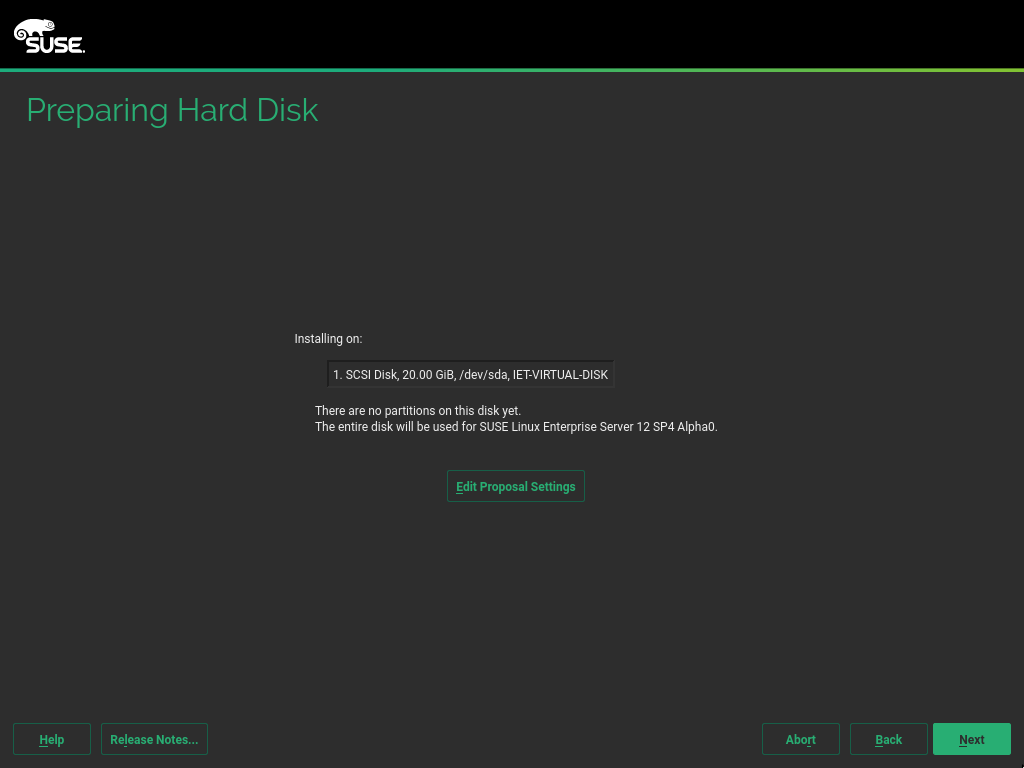 SUSE.
Preparing Hard Disk
Installing on:
1. SCSI Disk, 20.00 GiB, /dev/sda, IET-VIRTUAL-DISK
There are no partitions on this disk yet.
The entire disk will be used for SUSE Linux Enterprise Server 12 SP4 Alpha0.
Edit Proposal Settings
Help Release Notes... Abort Back Next